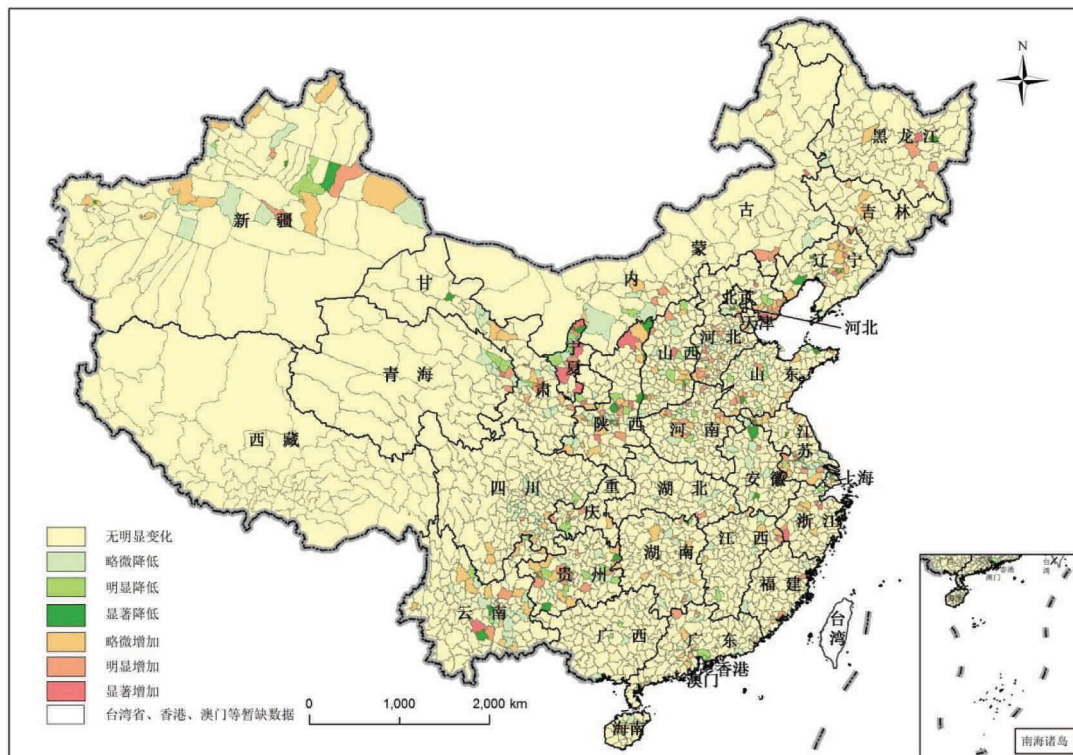 N
黑龙江
吉林
辽宁
内蒙古
新疆
甘肃
北京
天津
河北
河北
山西
宁夏
山东
青海
陕西
河南
江苏
西藏
安徽
上海
四川
重庆
湖北
浙江
湖南
江西
贵州
福建
云南
台湾
广西
广东
香港
澳门
海南
无明显变化
略微降低
明显降低
显著降低
略微增加
明显增加
显著增加
台湾省、香港、澳门等暂缺数据
0 1,000 2,000 km
台湾
香港
澳门
南海诸岛